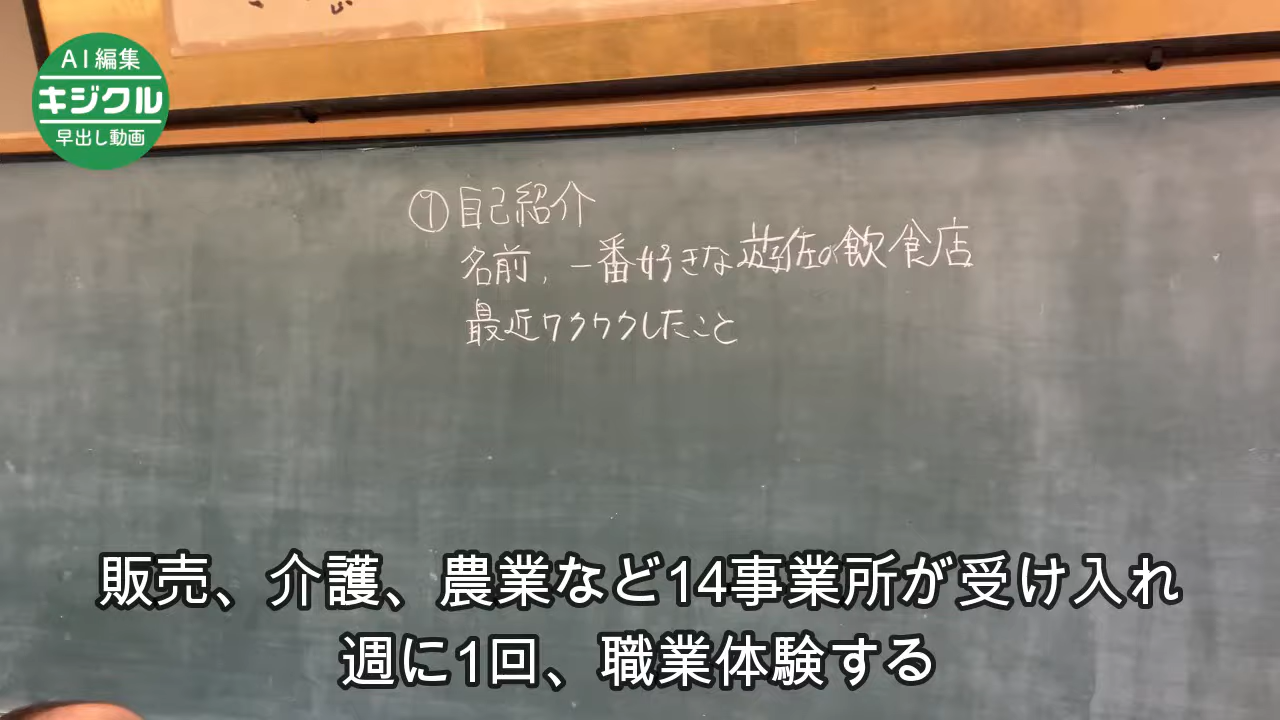 AI編集
キジクル
早出し動画
①自己紹介
名前、一番好きな遊佐の飲食店
最近ワクワクしたこと
販売、介護、農業など14事業所が受け入れ
週に1回、職業体験する